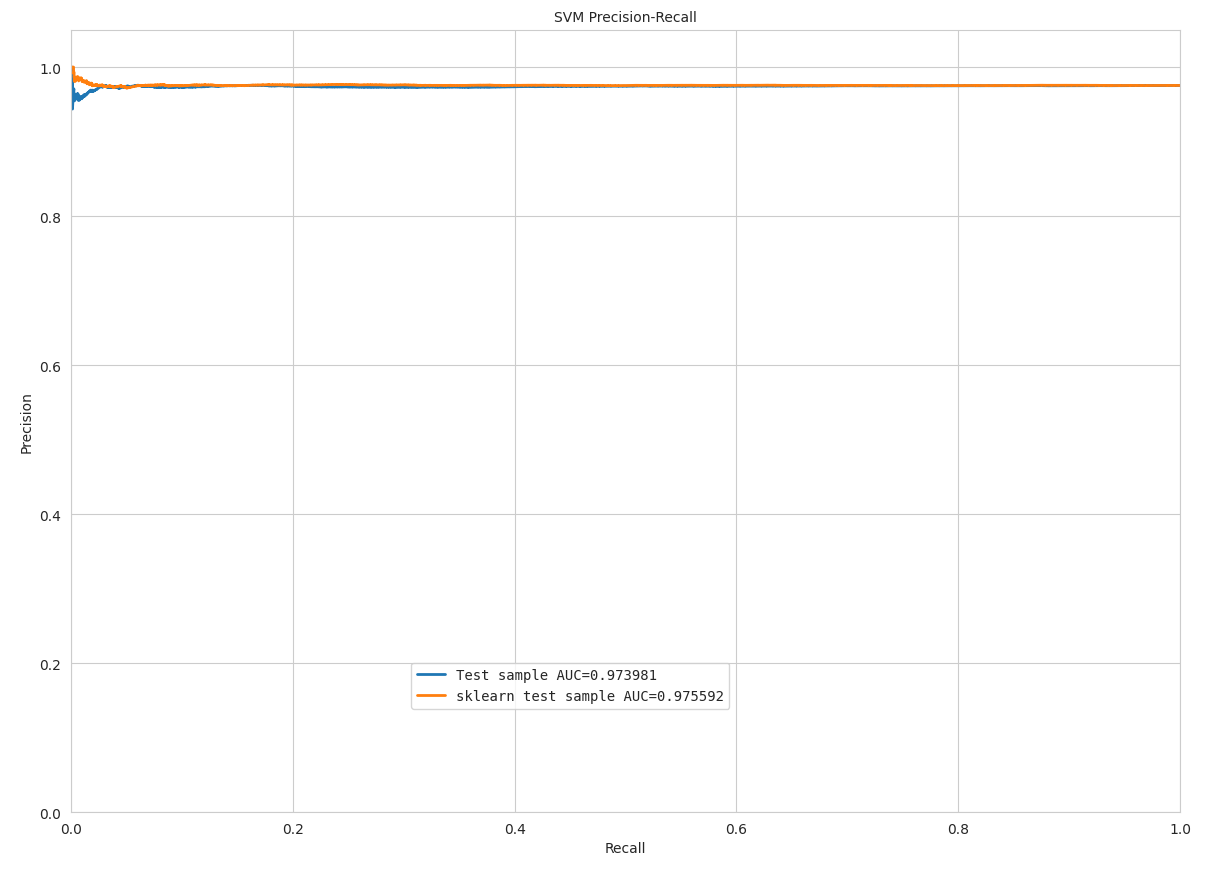 SVM Precision-Recall
1.0
0.8
0.6
0.4
0.2
0.0
Precision
Test sample AUC=0.973981
sklearn test sample AUC=0.975592
0.0 0.2 0.4 0.6 0.8 1.0
Recall